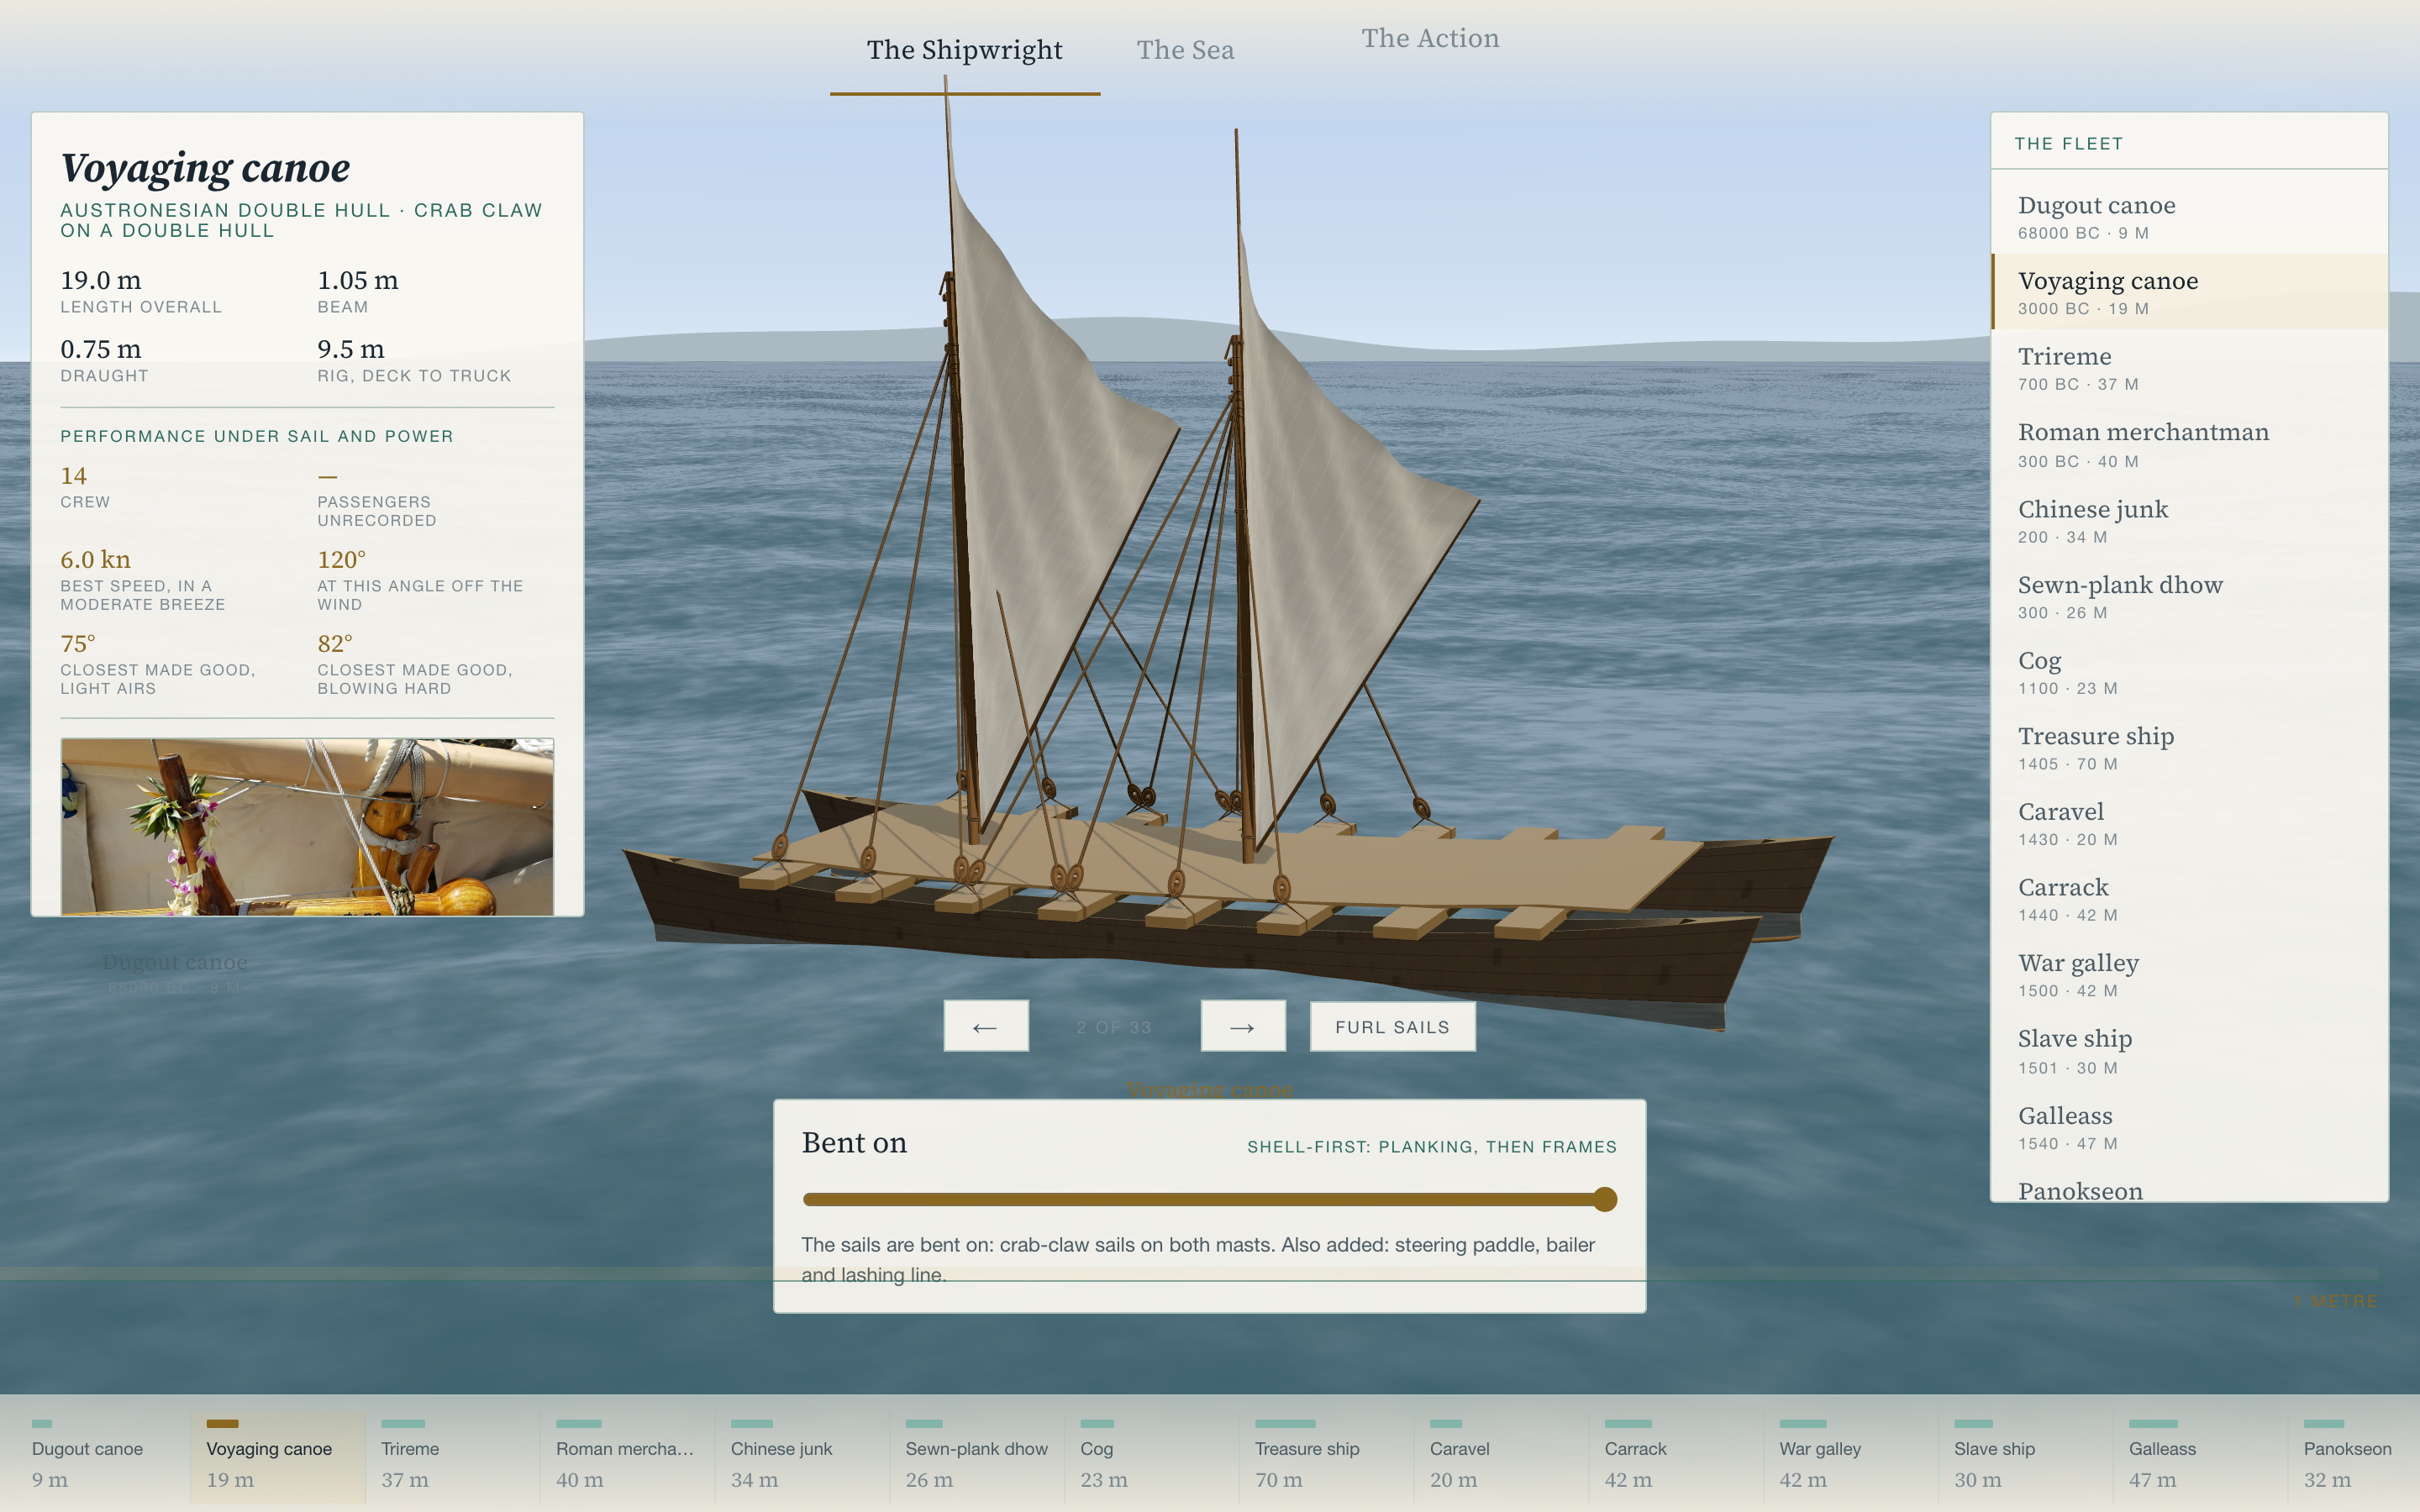 The Shipwright
The Sea
The Action
Voyaging canoe
AUSTRONESIAN DOUBLE HULL · CRAB CLAW
ON A DOUBLE HULL
19.0 m
LENGTH OVERALL
1.05 m
BEAM
0.75 m
DRAUGHT
9.5 m
RIG, DECK TO TRUCK
PERFORMANCE UNDER SAIL AND POWER
14
CREW
—
PASSENGERS
UNRECORDED
6.0 kn
BEST SPEED, IN A
MODERATE BREEZE
120°
AT THIS ANGLE OFF THE
WIND
75°
CLOSEST MADE GOOD,
LIGHT AIRS
82°
CLOSEST MADE GOOD,
BLOWING HARD
Dugout canoe
68000 BC · 9 M
THE FLEET
Dugout canoe
68000 BC · 9 M
Voyaging canoe
3000 BC · 19 M
Trireme
700 BC · 37 M
Roman merchantman
300 BC · 40 M
Chinese junk
200 · 34 M
Sewn-plank dhow
300 · 26 M
Cog
1100 · 23 M
Treasure ship
1405 · 70 M
Caravel
1430 · 20 M
Carrack
1440 · 42 M
War galley
1500 · 42 M
Slave ship
1501 · 30 M
Galleass
1540 · 47 M
Panokseon
← 2 OF 33 → FURL SAILS
Voyaging canoe
Bent on
SHELL-FIRST: PLANKING, THEN FRAMES
The sails are bent on: crab-claw sails on both masts. Also added: steering paddle, bailer
and lashing line.
METRE
Dugout canoe
9 m
Voyaging canoe
19 m
Trireme
37 m
Roman mercha…
40 m
Chinese junk
34 m
Sewn-plank dhow
26 m
Cog
23 m
Treasure ship
70 m
Caravel
20 m
Carrack
42 m
War galley
42 m
Slave ship
30 m
Galleass
47 m
Panokseon
32 m